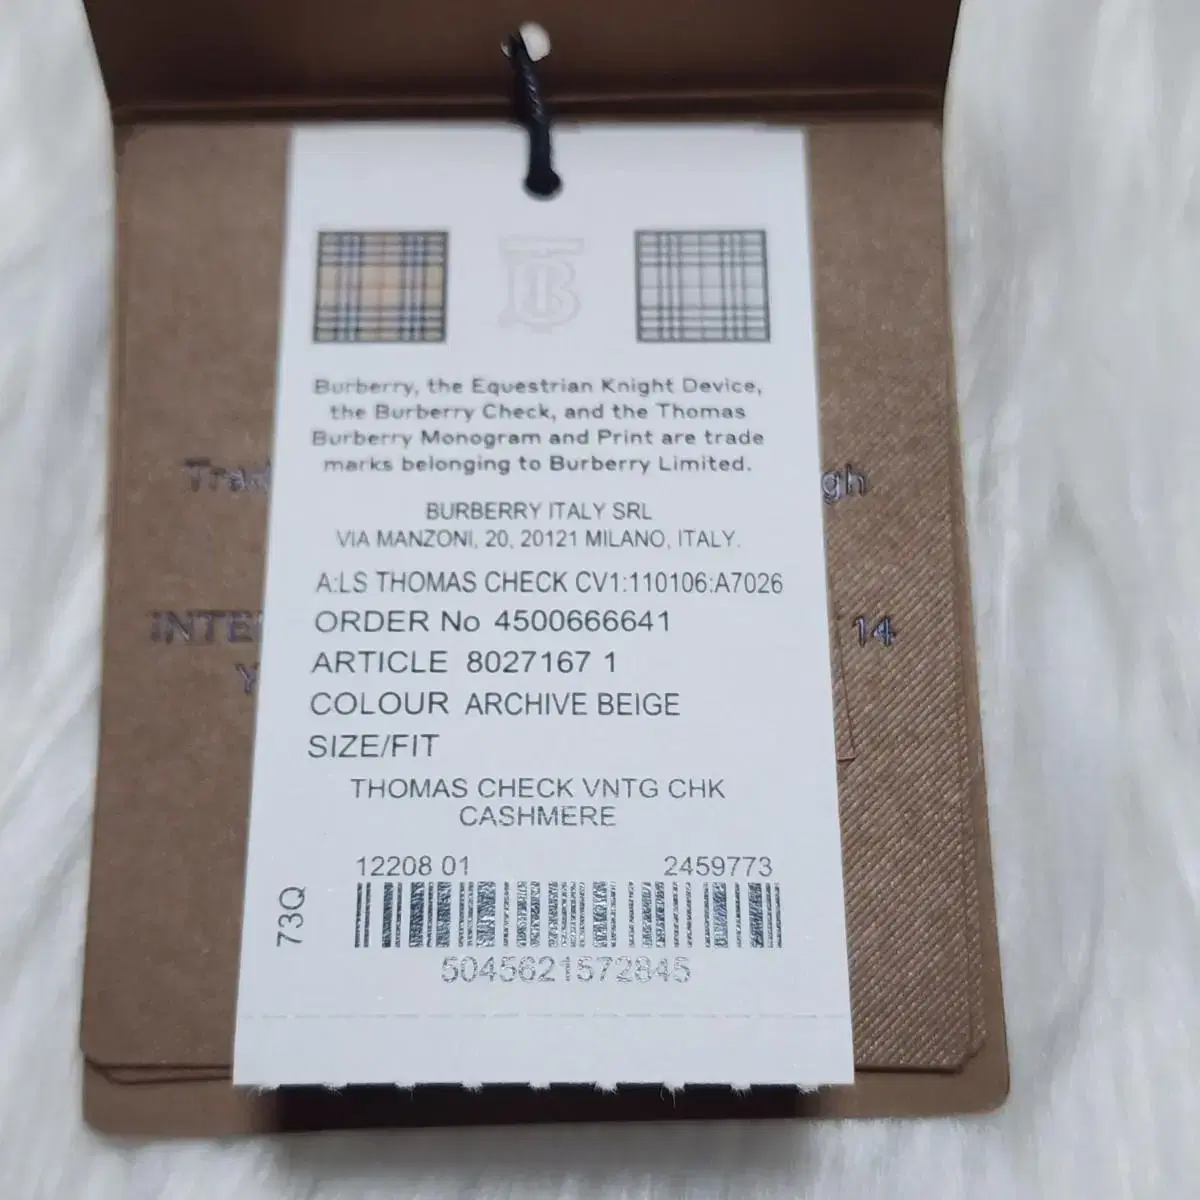 Burberry, the Equestrian Knight Device,
the Burberry Check, and the Thomas
Burberry Monogram and Print are trade
marks belonging to Burberry Limited.
BURBERRY ITALY SRL
VIA MANZONI, 20, 20121 MILANO, ITALY.
A:LS THOMAS CHECK CV1:110106:A7026
ORDER No 4500666641
ARTICLE 8027167 1
COLOUR ARCHIVE BEIGE
SIZE/FIT
THOMAS CHECK VNTG CHK
CASHMERE
12208 01 2459773
73Q
5045621572845
14